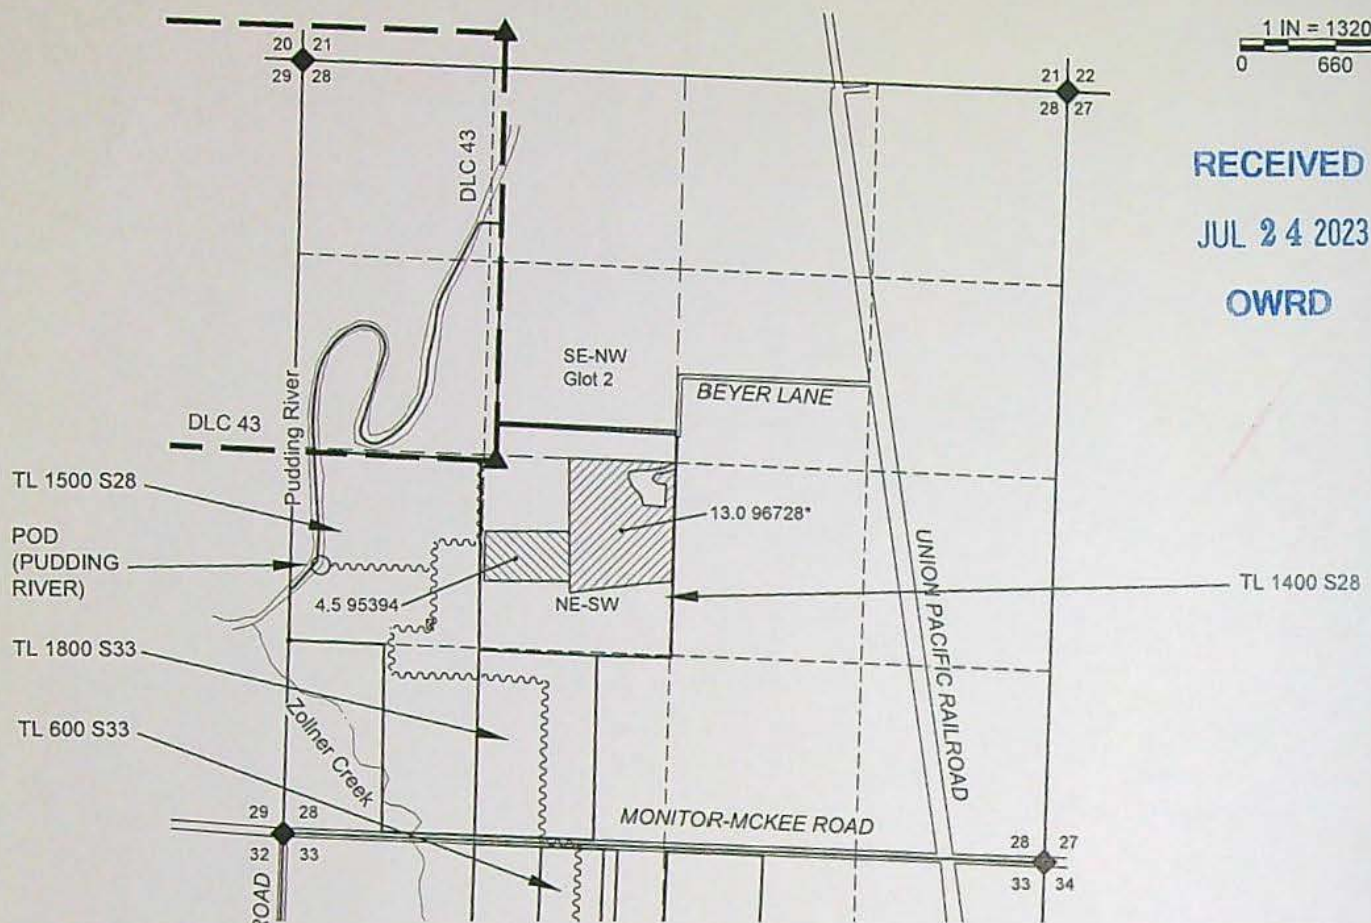 1 IN = 1320
0 660
20 21
29 28
21 22
28 27
RECEIVED
JUL 24 2023
OWRD
DLC 43
SE-NW
Glot 2
BEYER LANE
DLC 43
Pudding River
TL 1500 S28
POD
(PUDDING
RIVER)
13.0 96728*
4.5 95394
NE-SW
TL 1400 S28
UNION PACIFIC RAILROAD
TL 1800 S33
TL 600 S33
Zollner Creek
MONITOR-MCKEE ROAD
29 28
32 33
28 27
33 34
ROAD